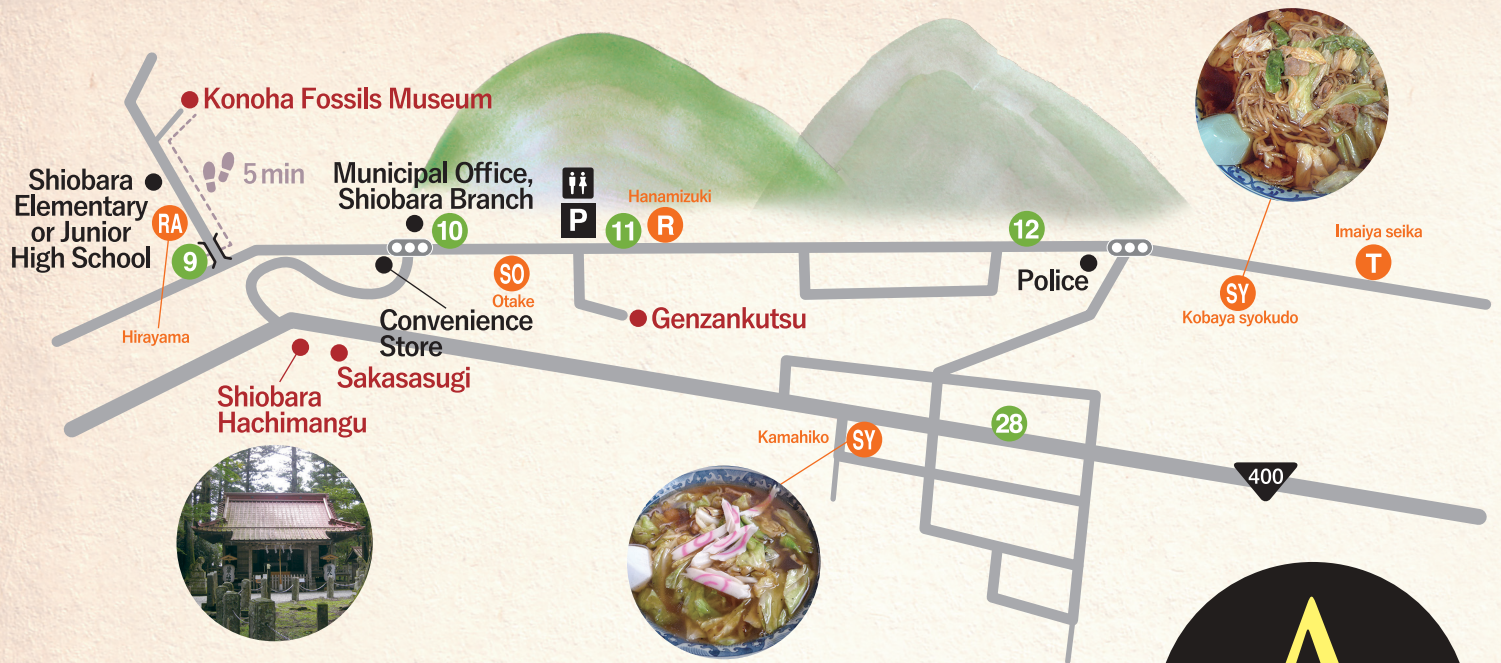 Konoha Fossils Museum
5 min
Shiobara
Elementary
or Junior
High School
RA
9
Hirayama
Municipal Office,
Shiobara Branch
10
P
11
Hanamizuki
R
12
SO
Otake
Convenience
Store
Genzankutsu
Police
Imaiya seika
T
SY
Kobaya syokudo
Sakasasugi
Shiobara
Hachimangu
Kamahiko
SY
28
400